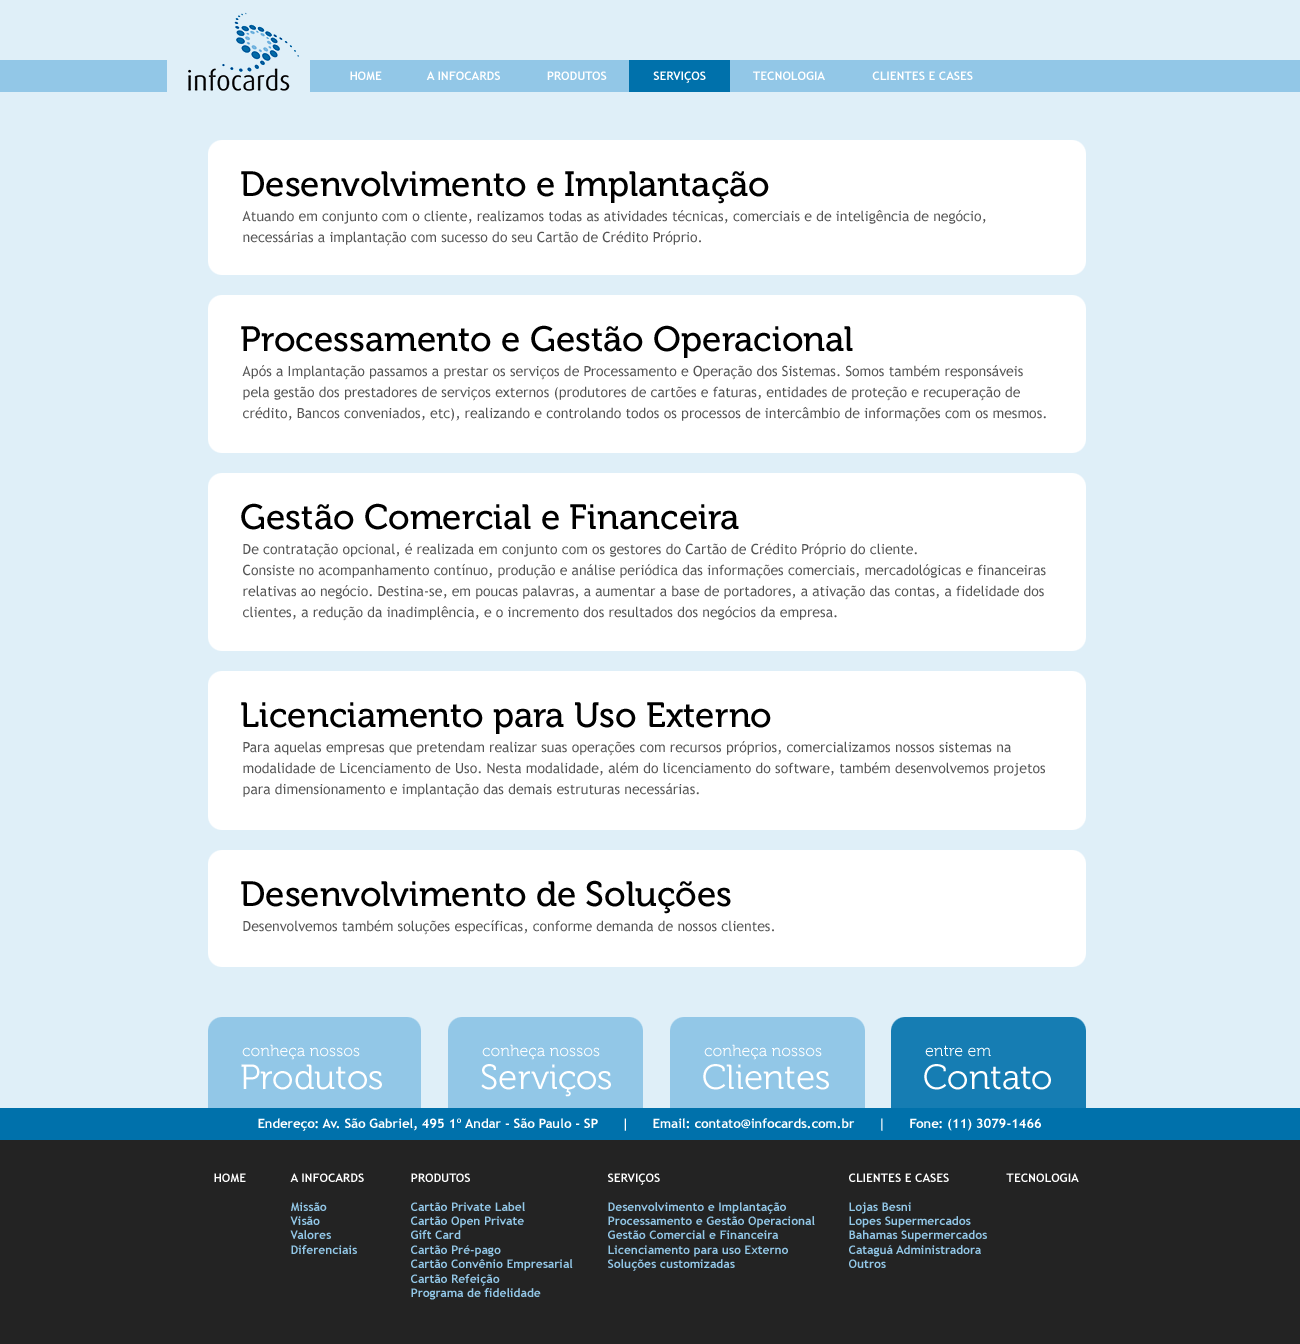 infocards
HOME A INFOCARDS PRODUTOS SERVIÇOS TECNOLOGIA CLIENTES E CASES
Desenvolvimento e Implantação
Atuando em conjunto com o cliente, realizamos todas as atividades técnicas, comerciais e de inteligência de negócio,
necessárias a implantação com sucesso do seu Cartão de Crédito Próprio.
Processamento e Gestão Operacional
Após a Implantação passamos a prestar os serviços de Processamento e Operação dos Sistemas. Somos também responsáveis
pela gestão dos prestadores de serviços externos (produtores de cartões e faturas, entidades de proteção e recuperação de
crédito, Bancos conveniados, etc), realizando e controlando todos os processos de intercâmbio de informações com os mesmos.
Gestão Comercial e Financeira
De contratação opcional, é realizada em conjunto com os gestores do Cartão de Crédito Próprio do cliente.
Consiste no acompanhamento contínuo, produção e análise periódica das informações comerciais, mercadológicas e financeiras
relativas ao negócio. Destina-se, em poucas palavras, a aumentar a base de portadores, a ativação das contas, a fidelidade dos
clientes, a redução da inadimplência, e o incremento dos resultados dos negócios da empresa.
Licenciamento para Uso Externo
Para aquelas empresas que pretendam realizar suas operações com recursos próprios, comercializamos nossos sistemas na
modalidade de Licenciamento de Uso. Nesta modalidade, além do licenciamento do software, também desenvolvemos projetos
para dimensionamento e implantação das demais estruturas necessárias.
Desenvolvimento de Soluções
Desenvolvemos também soluções específicas, conforme demanda de nossos clientes.
conheça nossos
Produtos
conheça nossos
Serviços
conheça nossos
Clientes
entre em
Contato
Endereço: Av. São Gabriel, 495 1º Andar - São Paulo - SP | Email: contato@infocards.com.br | Fone: (11) 3079-1466
HOME
A INFOCARDS
Missão
Visão
Valores
Diferenciais
PRODUTOS
Cartão Private Label
Cartão Open Private
Gift Card
Cartão Pré-pago
Cartão Convênio Empresarial
Cartão Refeição
Programa de fidelidade
SERVIÇOS
Desenvolvimento e Implantação
Processamento e Gestão Operacional
Gestão Comercial e Financeira
Licenciamento para uso Externo
Soluções customizadas
CLIENTES E CASES
Lojas Besni
Lopes Supermercados
Bahamas Supermercados
Cataguá Administradora
Outros
TECNOLOGIA